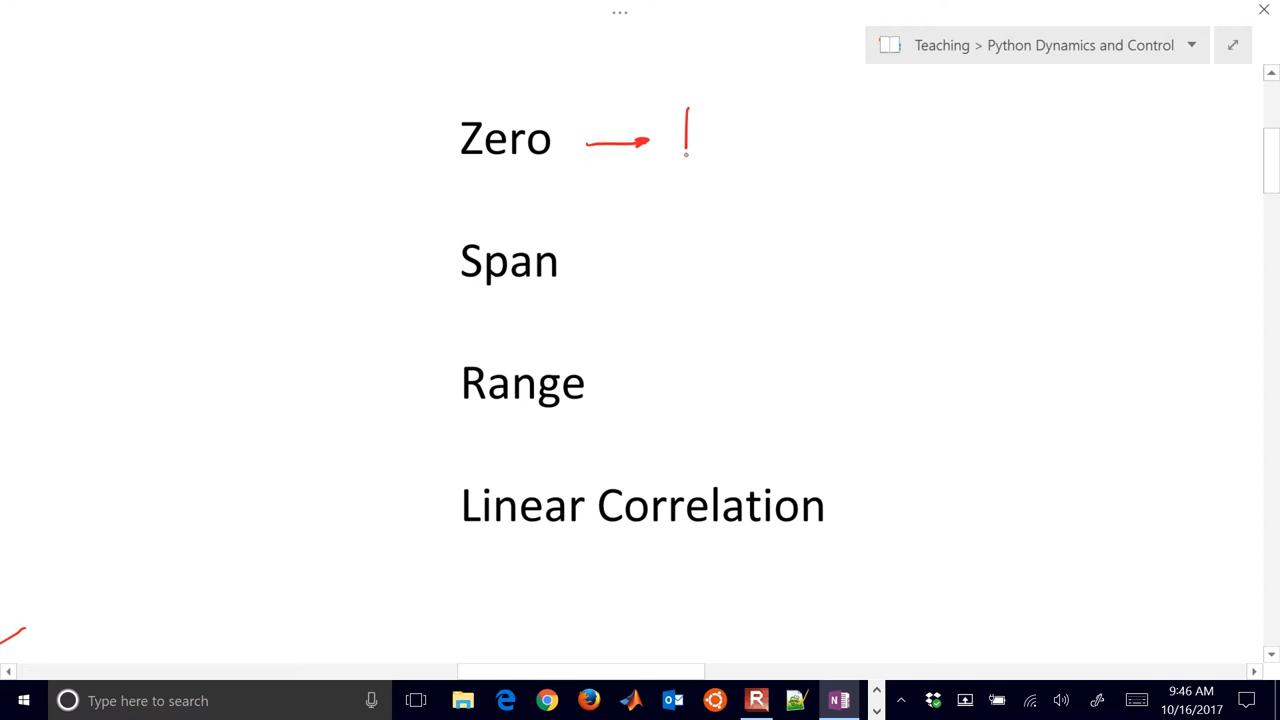 Teaching > Python Dynamics and Control
Zero
Span
Range
Linear Correlation
Type here to search
9:46 AM
10/16/2017